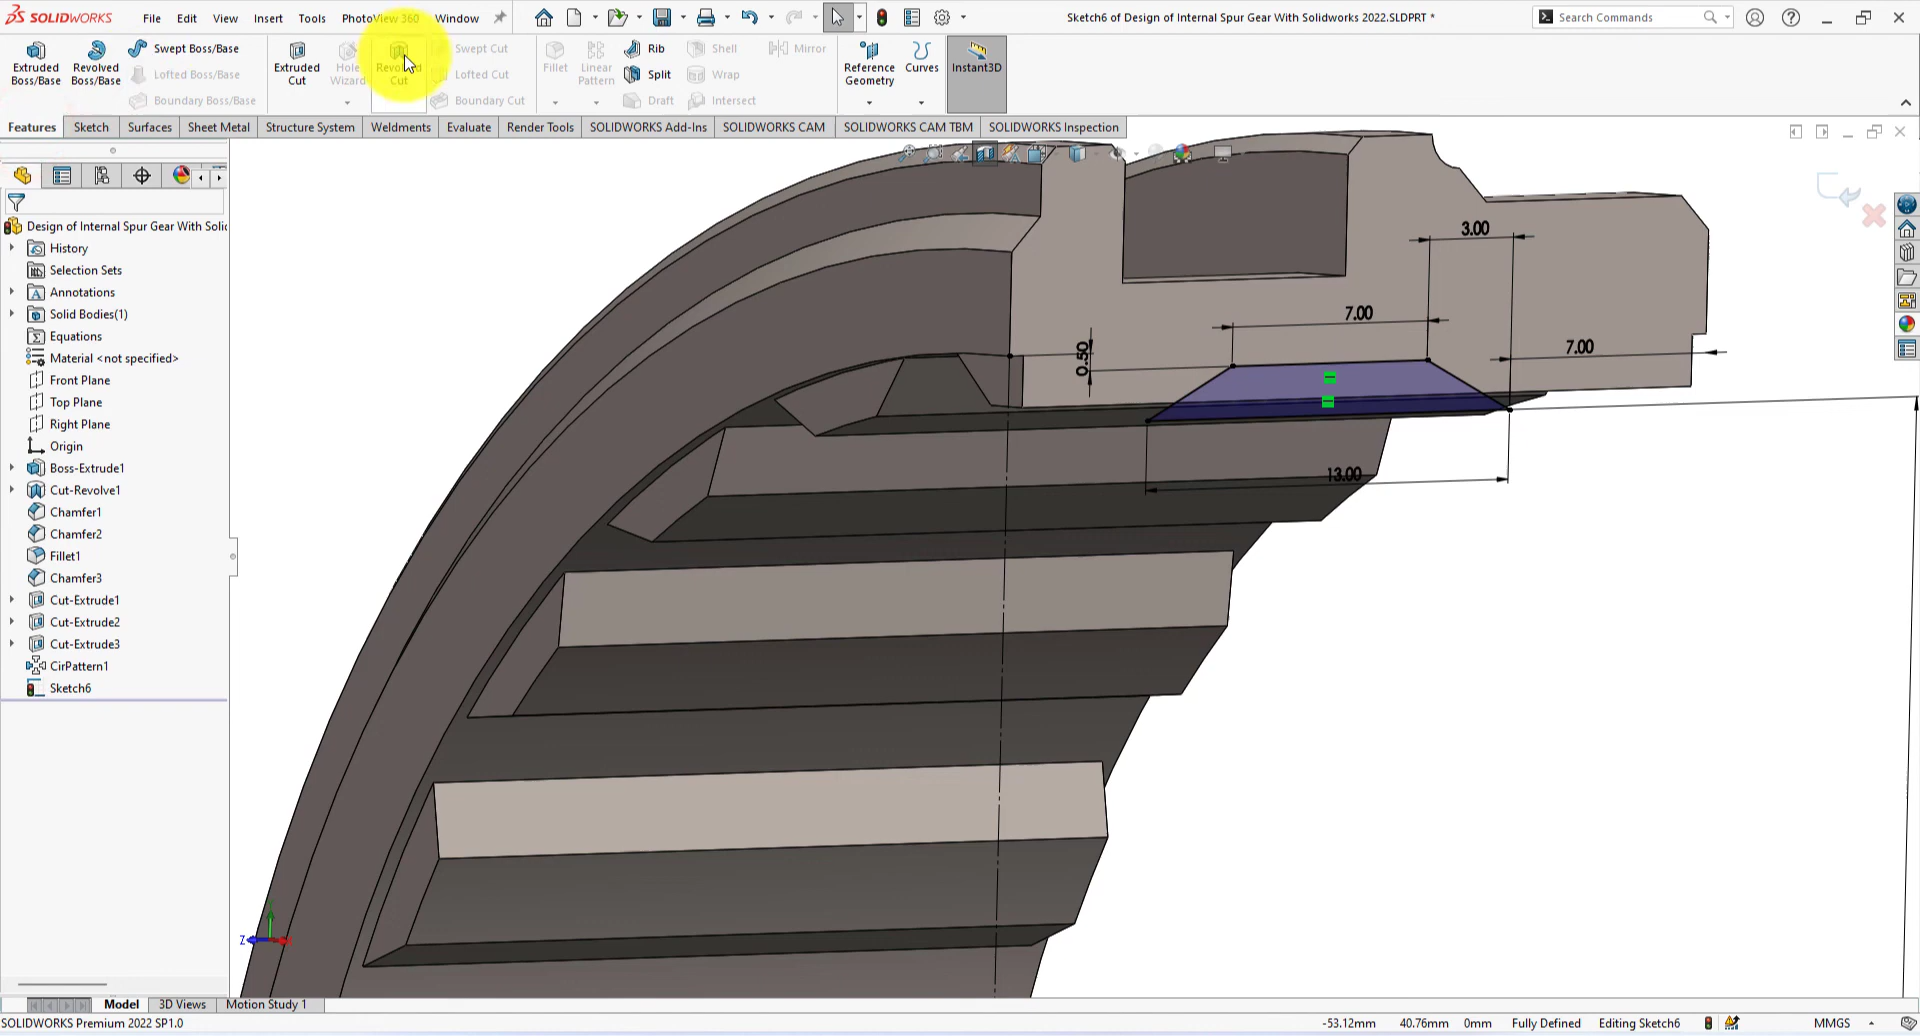 SOLIDWORKS File Edit View Insert Tools PhotoView 360 Window
Sketch6 of Design of Internal Spur Gear With Solidworks 2022.SLDPRT *
Search Commands
Extruded Boss/Base
Revolved Boss/Base
Swept Boss/Base
Lofted Boss/Base
Boundary Boss/Base
Extruded Cut
Hole Wizard
Revolved Cut
Swept Cut
Lofted Cut
Boundary Cut
Fillet
Linear Pattern
Rib
Split
Draft
Shell
Wrap
Intersect
Mirror
Reference Geometry
Curves
Instant3D
Features Sketch Surfaces Sheet Metal Structure System Weldments Evaluate Render Tools SOLIDWORKS Add-Ins SOLIDWORKS CAM SOLIDWORKS CAM TBM SOLIDWORKS Inspection
Design of Internal Spur Gear With Solid
History
Selection Sets
Annotations
Solid Bodies(1)
Equations
Material <not specified>
Front Plane
Top Plane
Right Plane
Origin
Boss-Extrude1
Cut-Revolve1
Chamfer1
Chamfer2
Fillet1
Chamfer3
Cut-Extrude1
Cut-Extrude2
Cut-Extrude3
CirPattern1
Sketch6
3.00
7.00
7.00
0.50
13.00
Z
Model 3D Views Motion Study 1
SOLIDWORKS Premium 2022 SP1.0
-53.12mm 40.76mm 0mm Fully Defined Editing Sketch6 MMGS